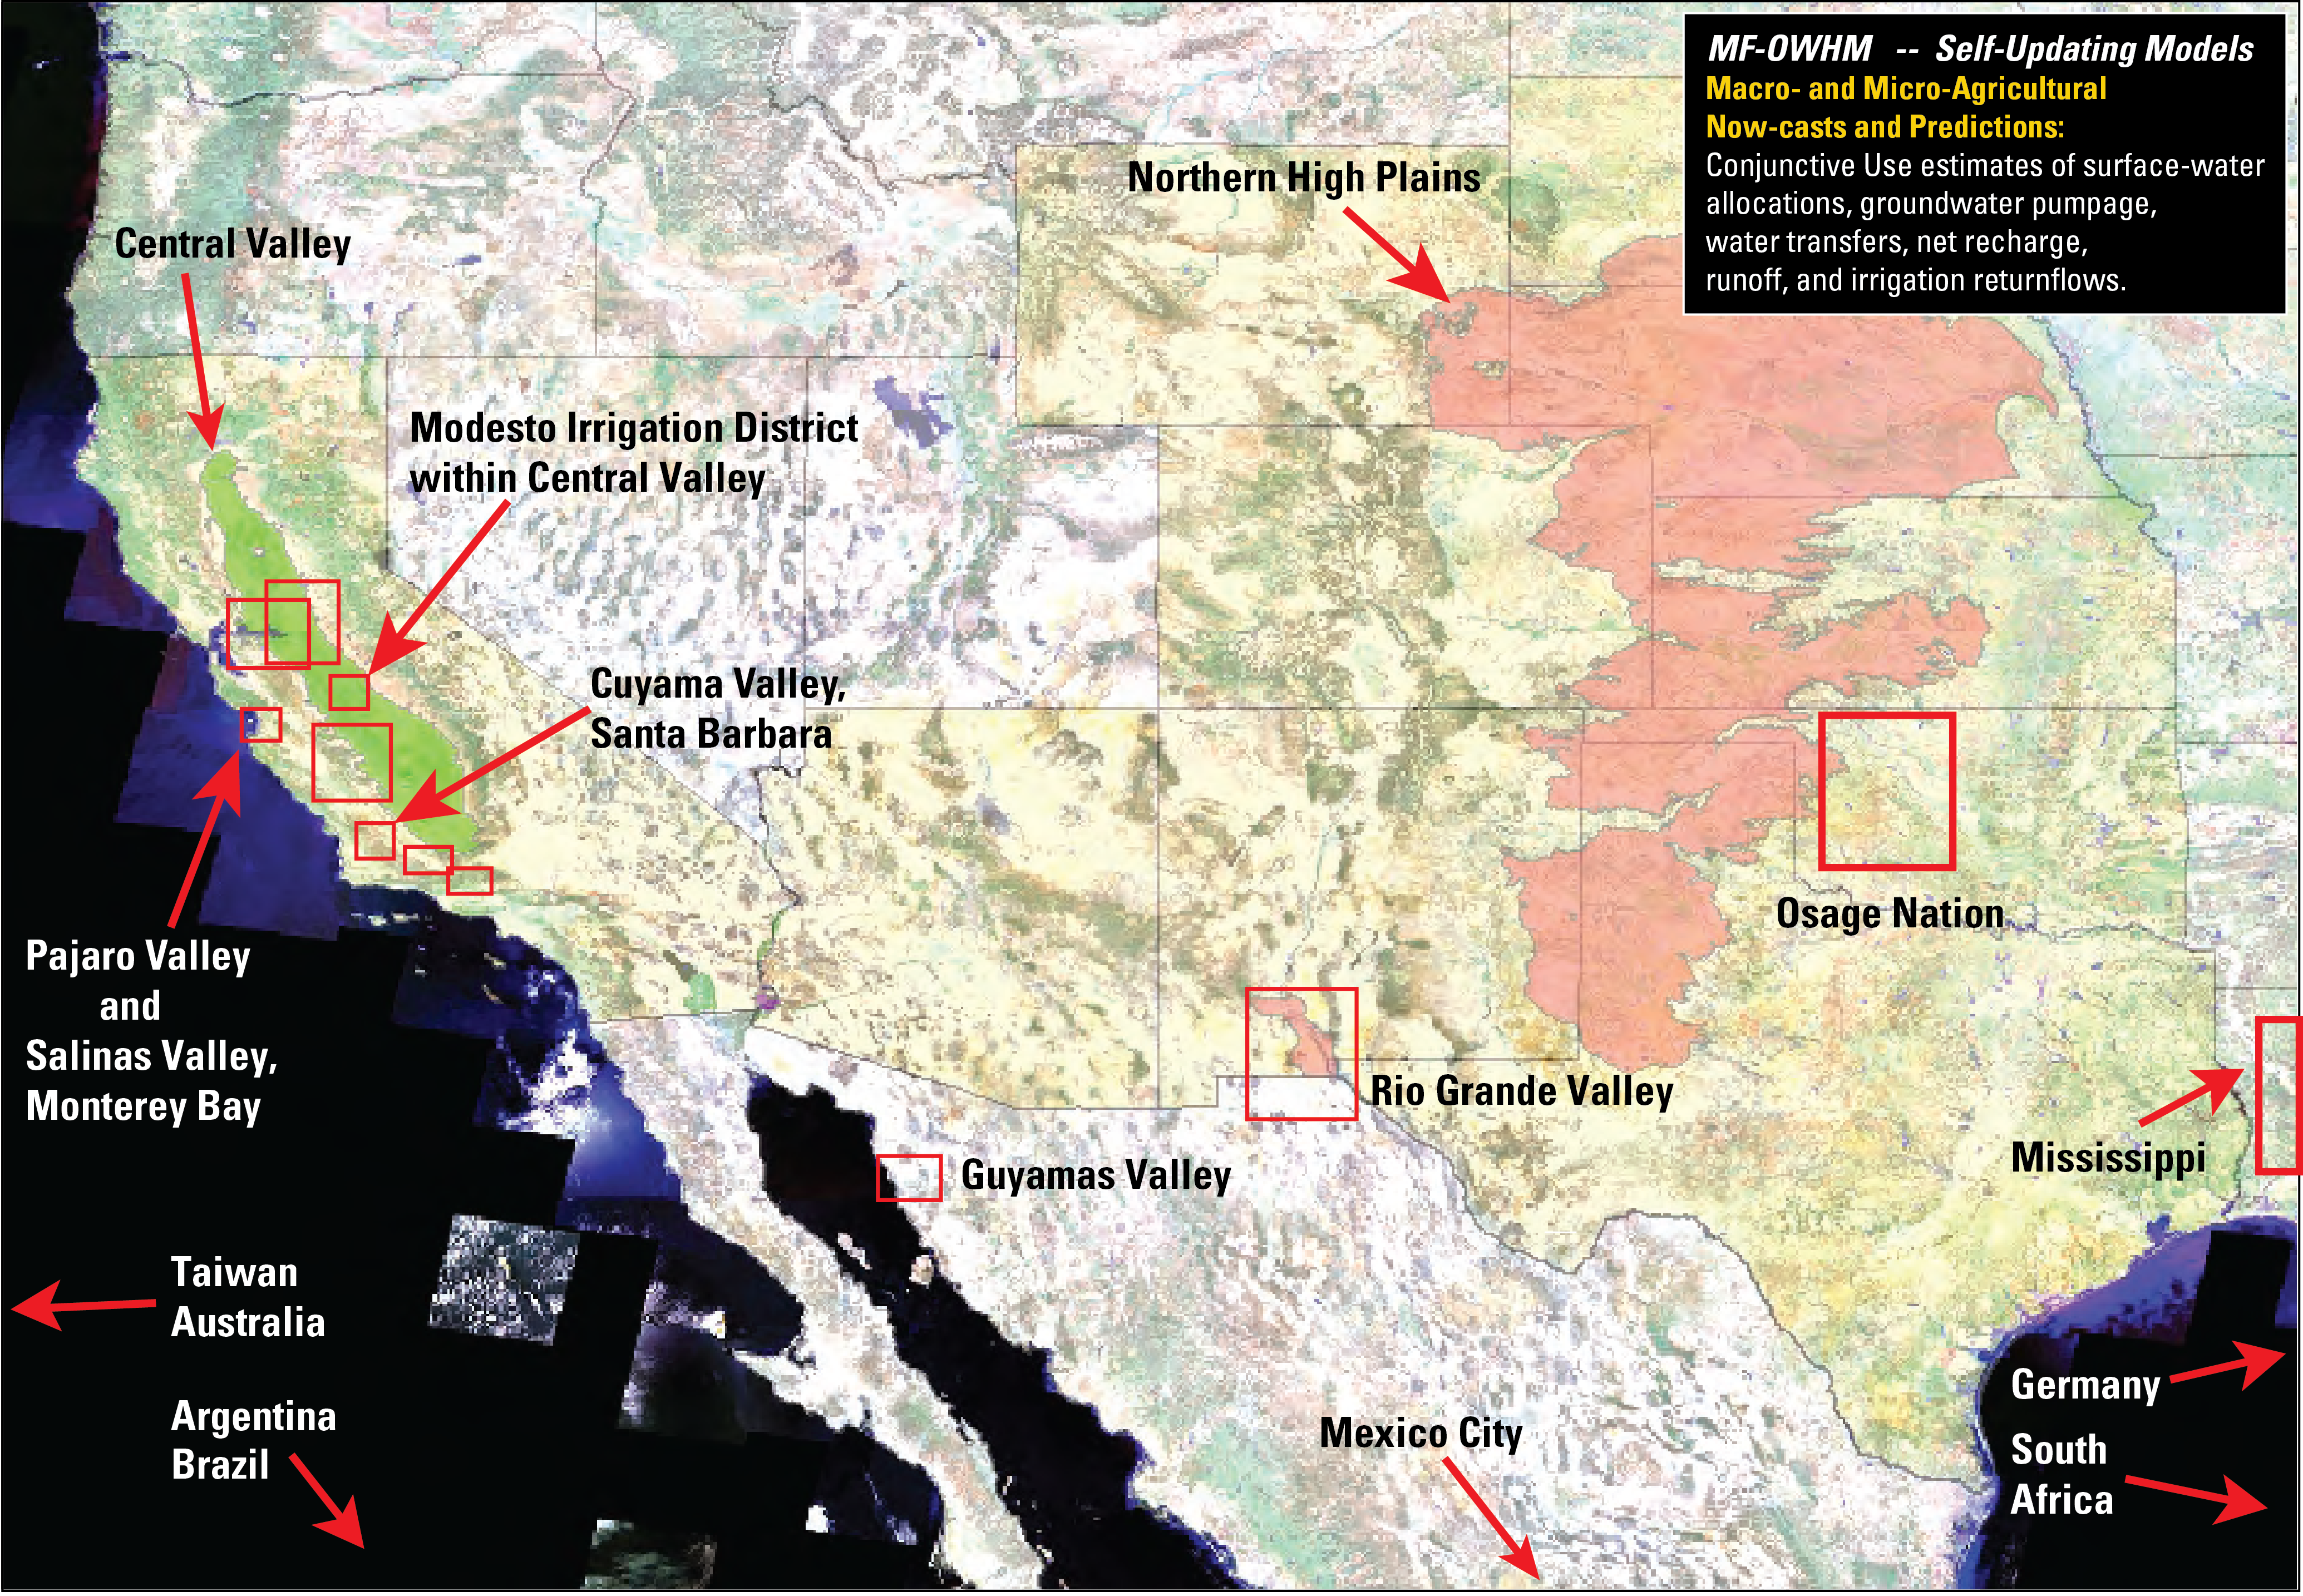 MF-OWHM -- Self-Updating Models
Macro- and Micro-Agricultural
Now-casts and Predictions:
Conjunctive Use estimates of surface-water
allocations, groundwater pumpage,
water transfers, net recharge,
runoff, and irrigation returnflows.
Northern High Plains
Central Valley
Modesto Irrigation District
within Central Valley
Cuyama Valley,
Santa Barbara
Osage Nation
Pajaro Valley
and
Salinas Valley,
Monterey Bay
Rio Grande Valley
Mississippi
Guyamas Valley
Taiwan
Australia
Argentina
Brazil
Mexico City
Germany
South
Africa